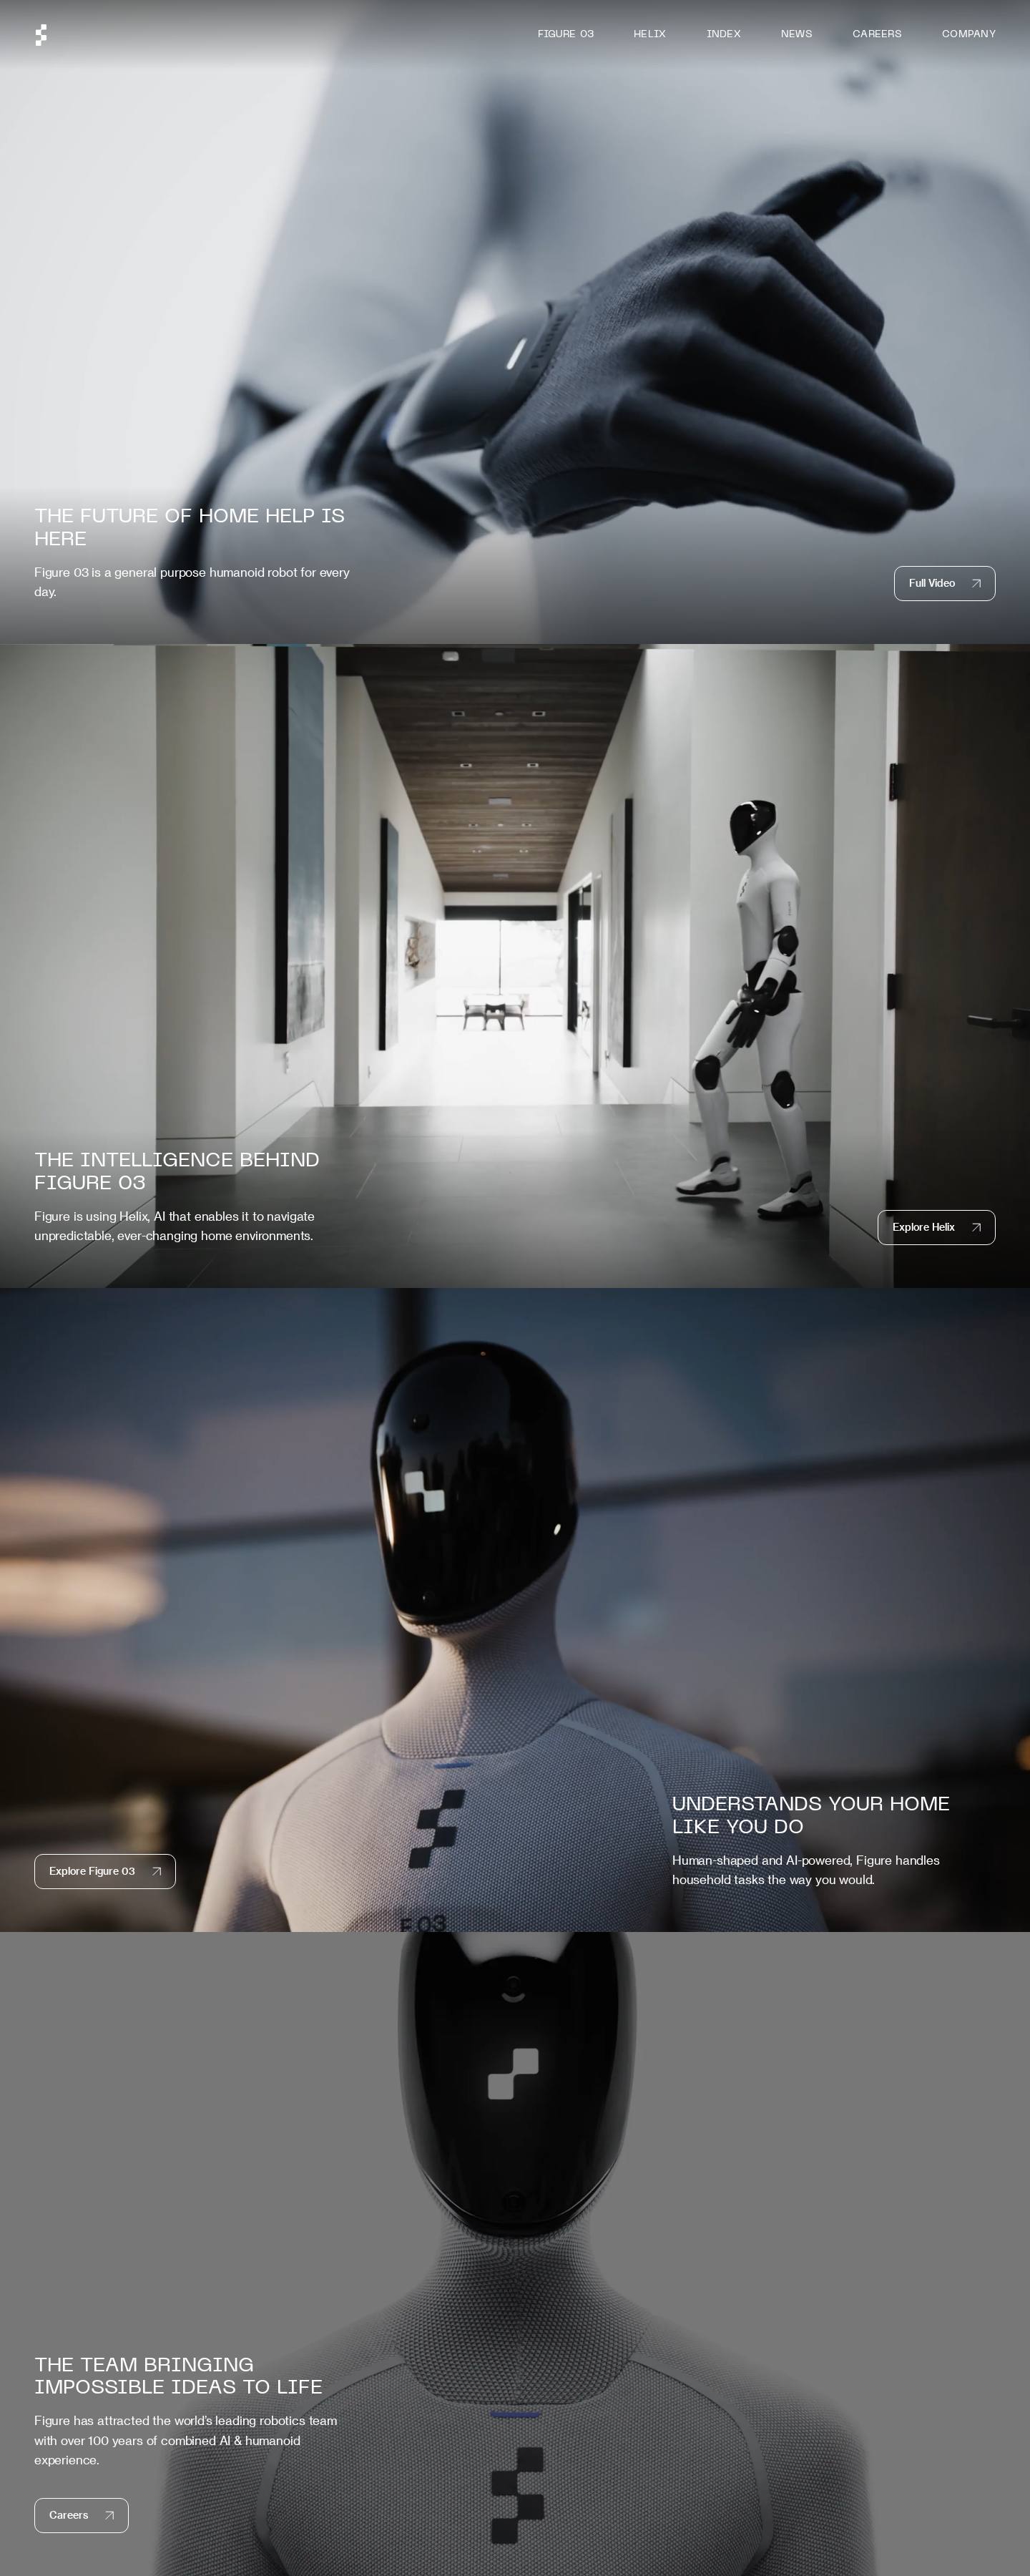 FIGURE 03 HELIX INDEX NEWS CAREERS COMPANY
THE FUTURE OF HOME HELP IS
HERE
Figure 03 is a general purpose humanoid robot for every
day.
Full Video
THE INTELLIGENCE BEHIND
FIGURE 03
Figure is using Helix, AI that enables it to navigate
unpredictable, ever-changing home environments.
Explore Helix
UNDERSTANDS YOUR HOME
LIKE YOU DO
Human-shaped and AI-powered, Figure handles
household tasks the way you would.
Explore Figure 03
F.03
THE TEAM BRINGING
IMPOSSIBLE IDEAS TO LIFE
Figure has attracted the world's leading robotics team
with over 100 years of combined AI & humanoid
experience.
Careers